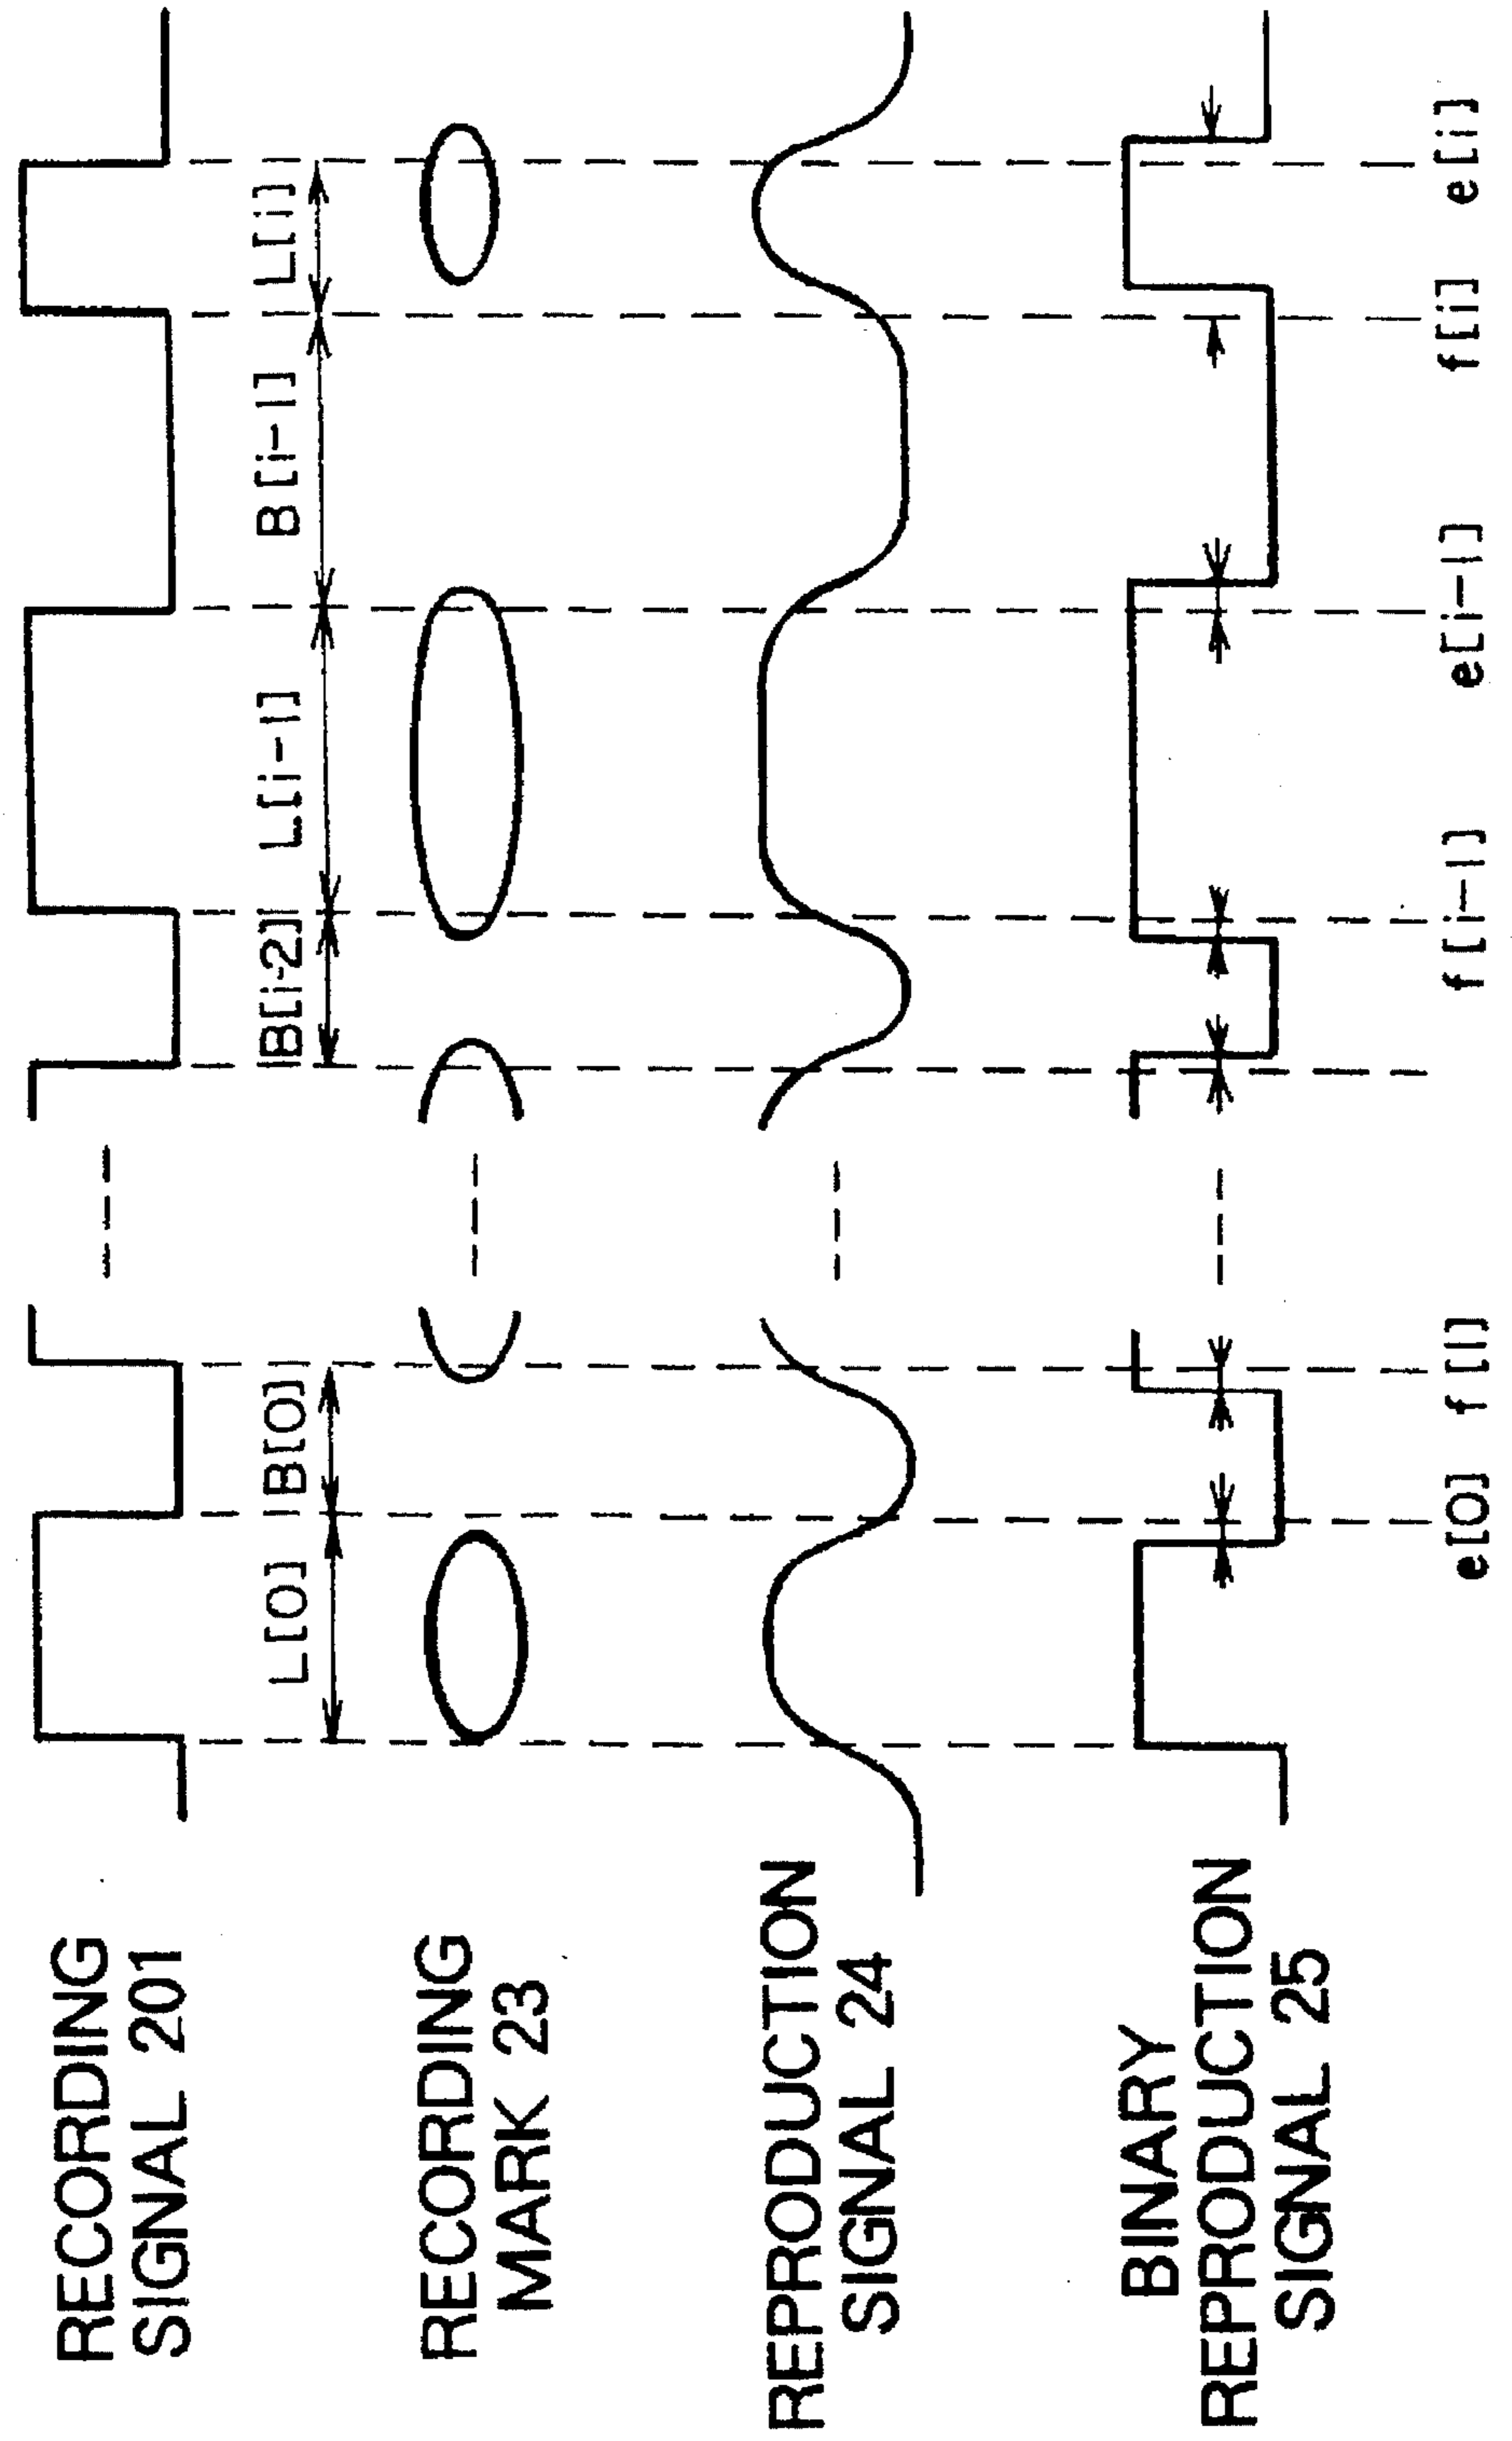 RECORDING
SIGNAL 201
L[0] B[0] B[i-2] L[i-1] B[i-1] L[i]
RECORDING
MARK 23
REPRODUCTION
SIGNAL 24
BINARY
REPRODUCTION
SIGNAL 25
e[0] f[1] f[i-1] e[i-1] f[i] e[i]